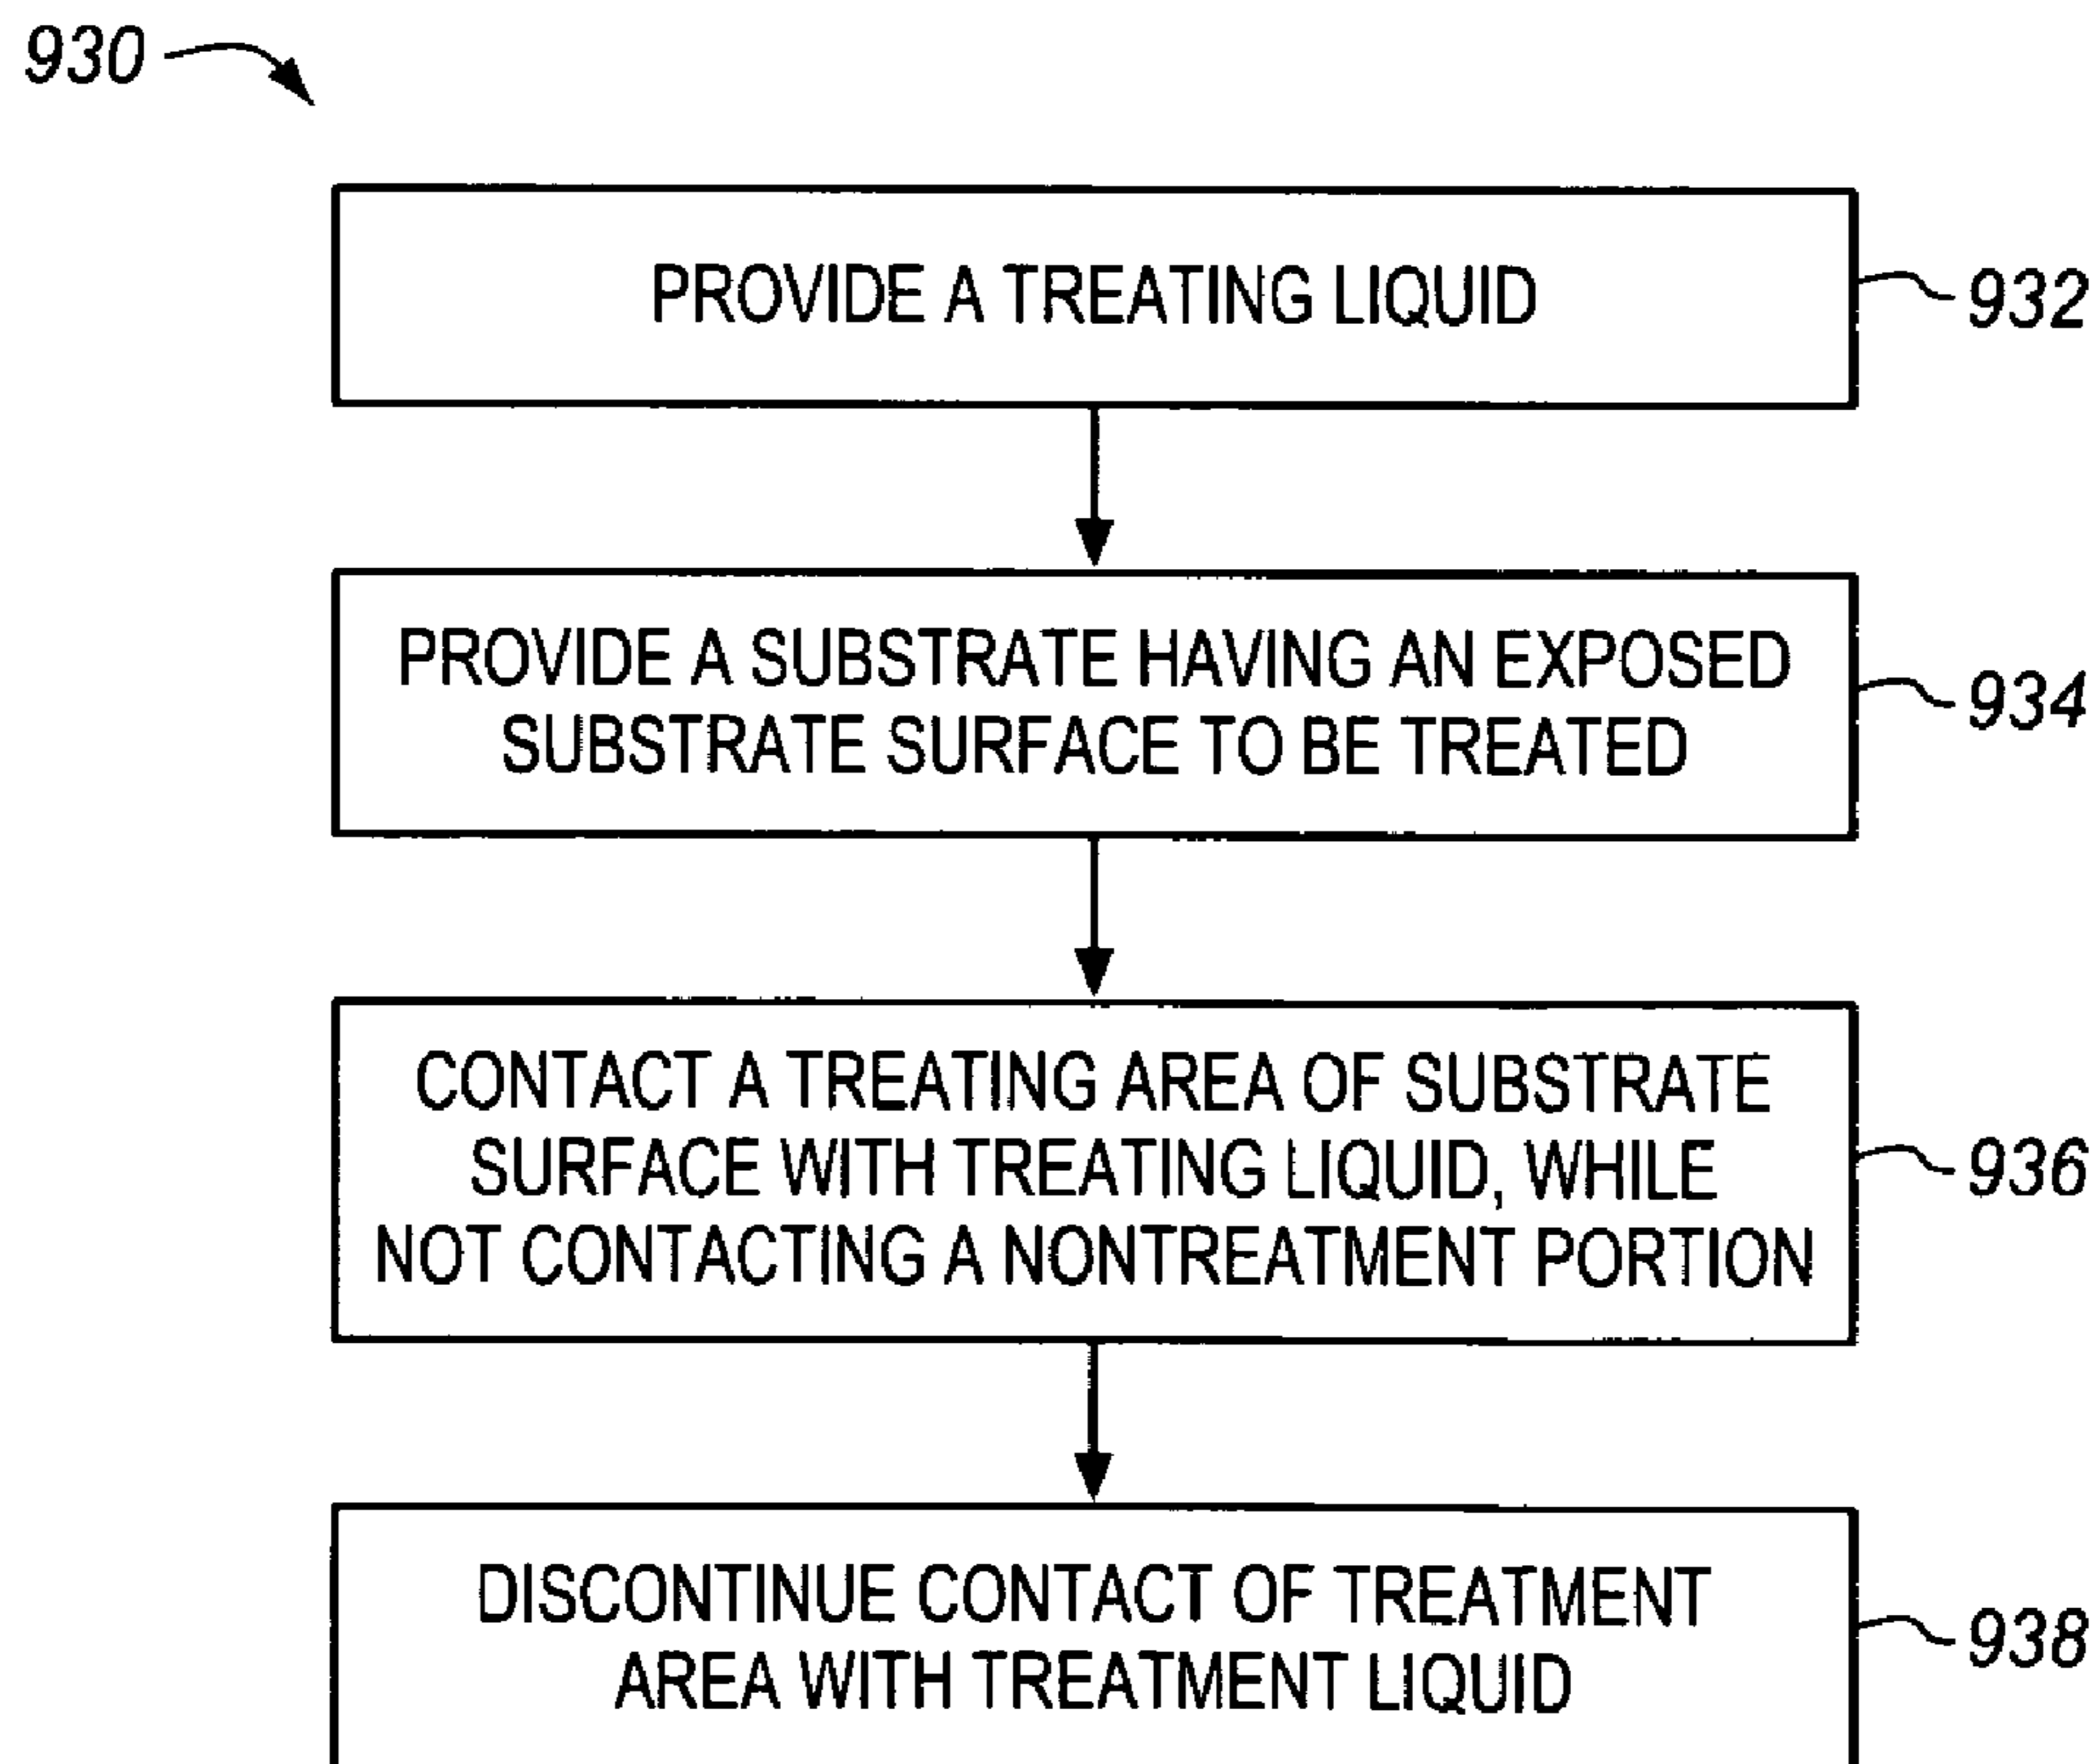 930
PROVIDE A TREATING LIQUID
932
PROVIDE A SUBSTRATE HAVING AN EXPOSED
SUBSTRATE SURFACE TO BE TREATED
934
CONTACT A TREATING AREA OF SUBSTRATE
SURFACE WITH TREATING LIQUID, WHILE
NOT CONTACTING A NONTREATMENT PORTION
936
DISCONTINUE CONTACT OF TREATMENT
AREA WITH TREATMENT LIQUID
938